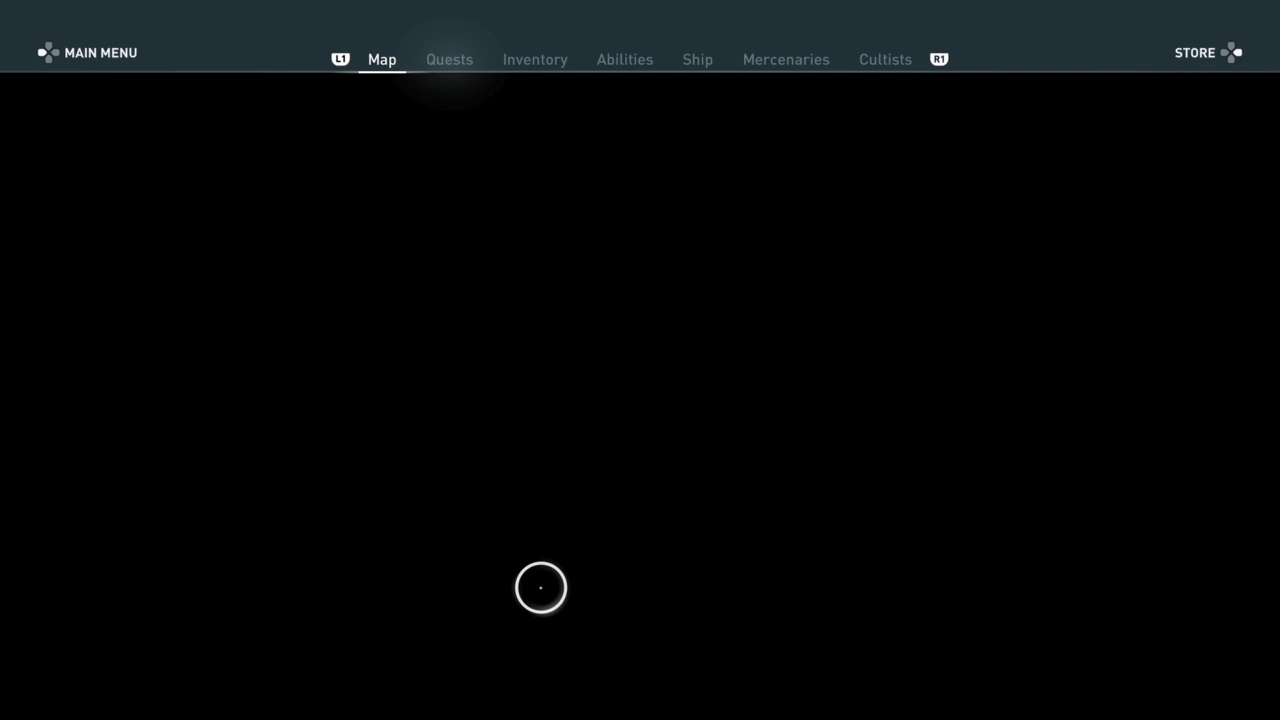 MAIN MENU
L1 Map Quests Inventory Abilities Ship Mercenaries Cultists R1
STORE